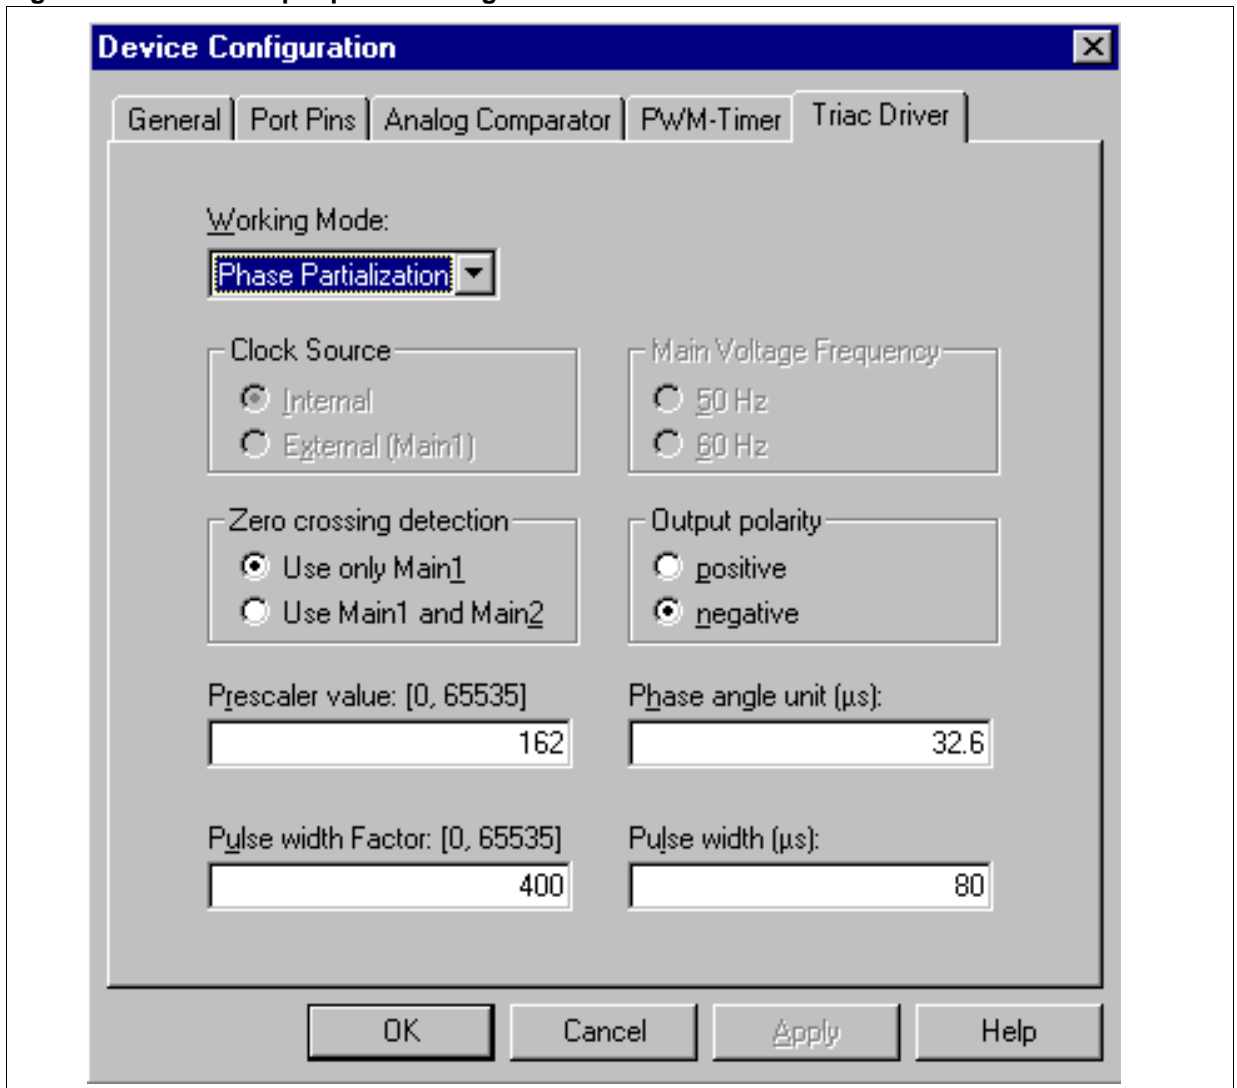 Device Configuration
General Port Pins Analog Comparator PWM-Timer Triac Driver
Working Mode:
Phase Partialization
Clock Source Main Voltage Frequency
Internal 50 Hz
External (Main1) 60 Hz
Zero crossing detection Output polarity
Use only Main1 positive
Use Main1 and Main2 negative
Prescaler value: [0, 65535] Phase angle unit (µs):
162 32.6
Pulse width Factor: [0, 65535] Pulse width (µs):
400 80
OK Cancel Apply Help